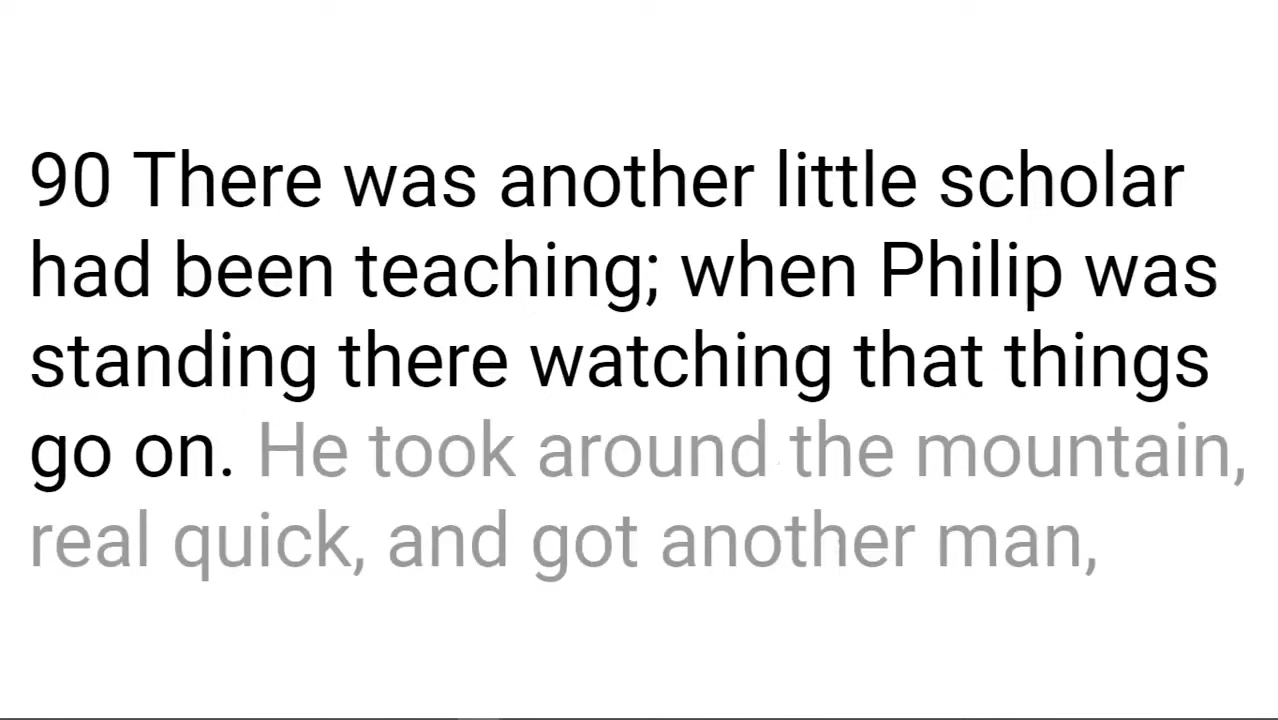 90 There was another little scholar
had been teaching; when Philip was
standing there watching that things
go on. He took around the mountain,
real quick, and got another man,